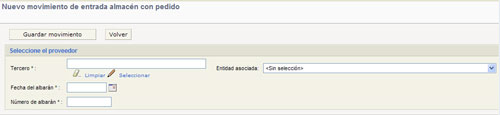 Nuevo movimiento de entrada almacén con pedido
Guardar movimiento Volver
Seleccione el proveedor
Tercero * : Entidad asociada: <Sin selección>
Limpiar Seleccionar
Fecha del albarán * :
Número de albarán * :